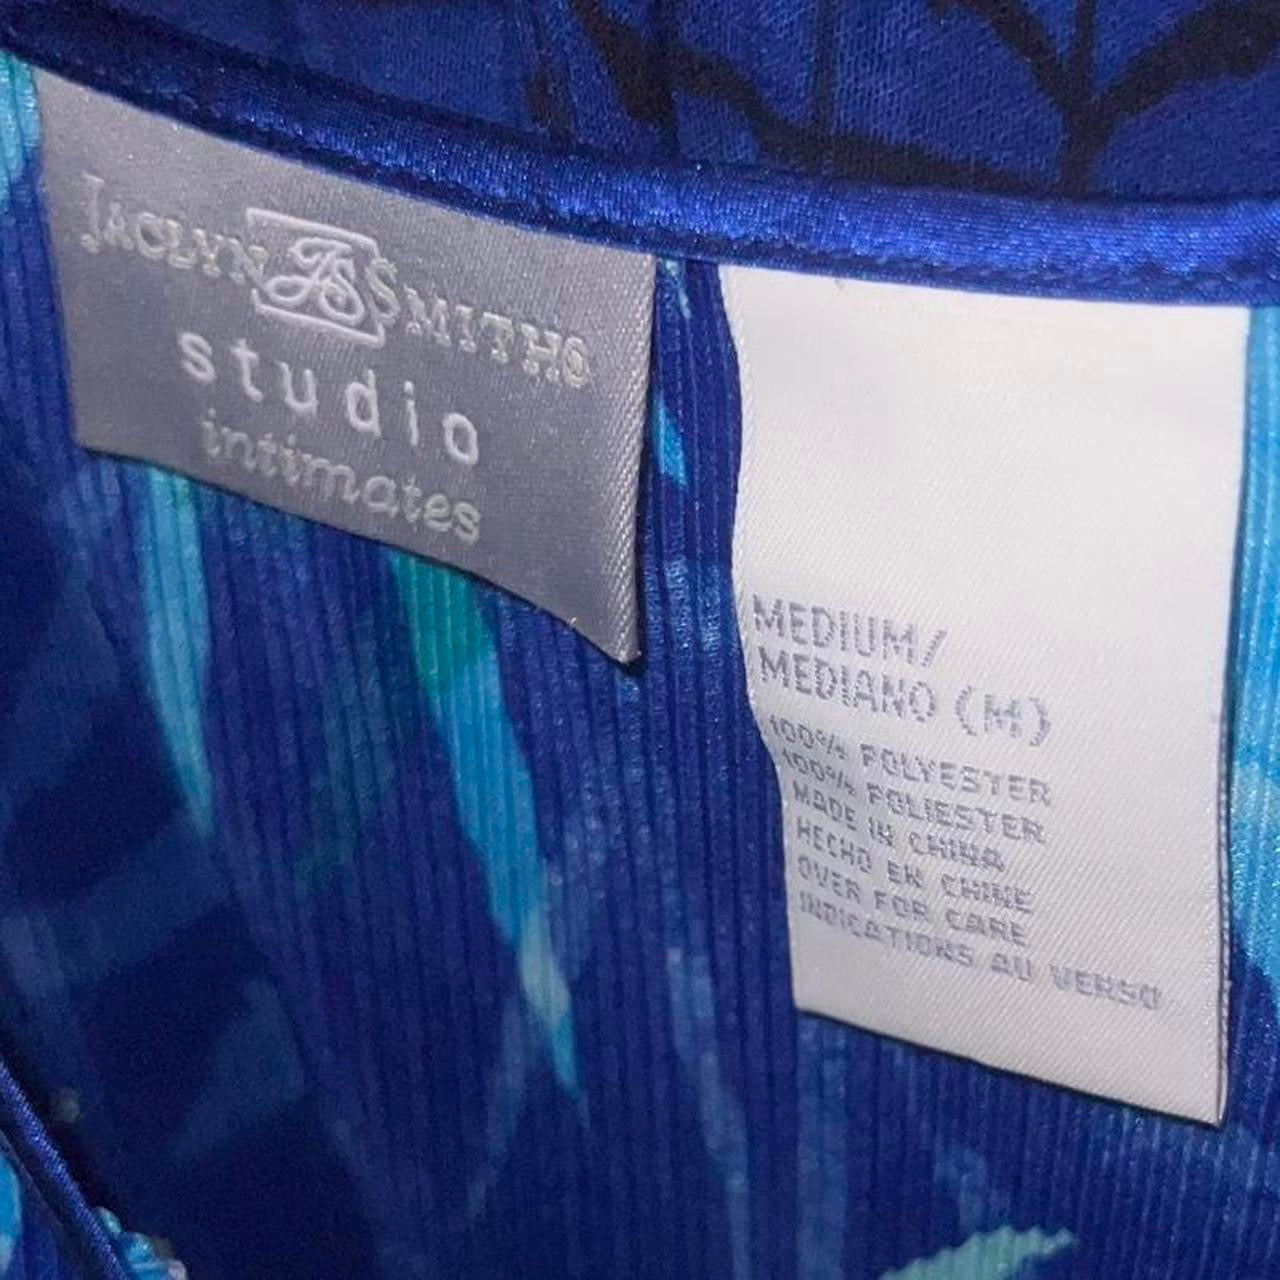 JACLYN JS SMITH®
studio
intimates
MEDIUM/
MEDIANO (M)
100% POLYESTER
100% POLIESTER
MADE IN CHINA
HECHO EN CHINE
OVER FOR CARE
INDICATIONS AU VERSO